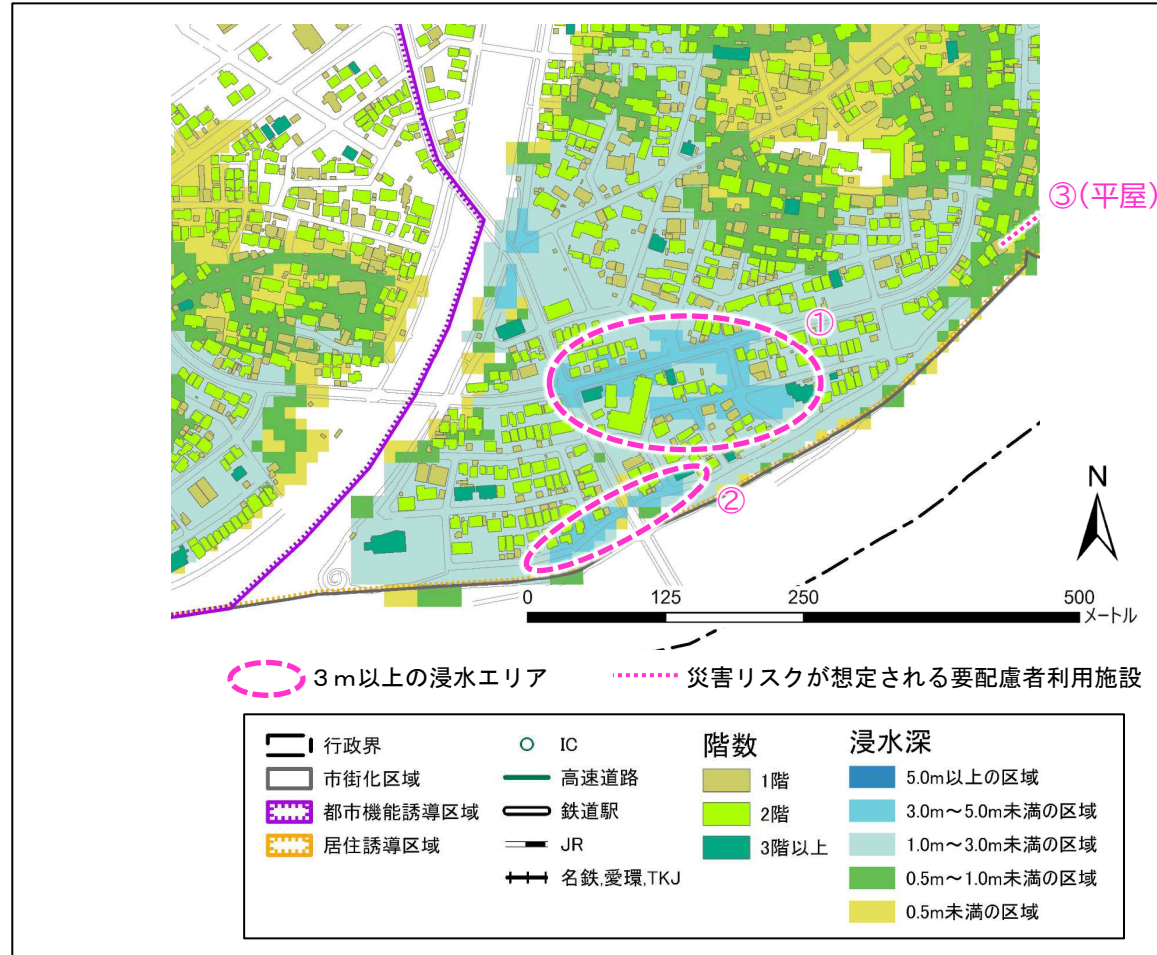 ③(平屋)
①
②
N
0 125 250 500
メートル
3m以上の浸水エリア
災害リスクが想定される要配慮者利用施設
行政界
市街化区域
都市機能誘導区域
居住誘導区域
IC
高速道路
鉄道駅
JR
名鉄,愛環,TKJ
階数
1階
2階
3階以上
浸水深
5.0m以上の区域
3.0m~5.0m未満の区域
1.0m~3.0m未満の区域
0.5m~1.0m未満の区域
0.5m未満の区域